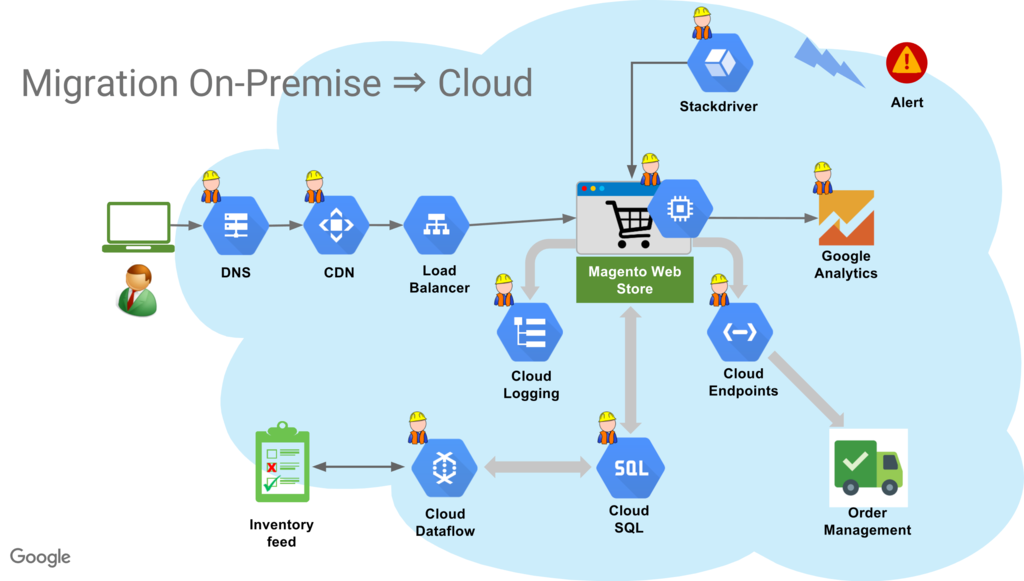 Migration On-Premise ⇒ Cloud
Stackdriver
Alert
DNS
CDN
Load
Balancer
Magento Web
Store
Google
Analytics
Cloud
Logging
Cloud
Endpoints
Inventory
feed
Cloud
Dataflow
SQL
Cloud
SQL
Order
Management
Google